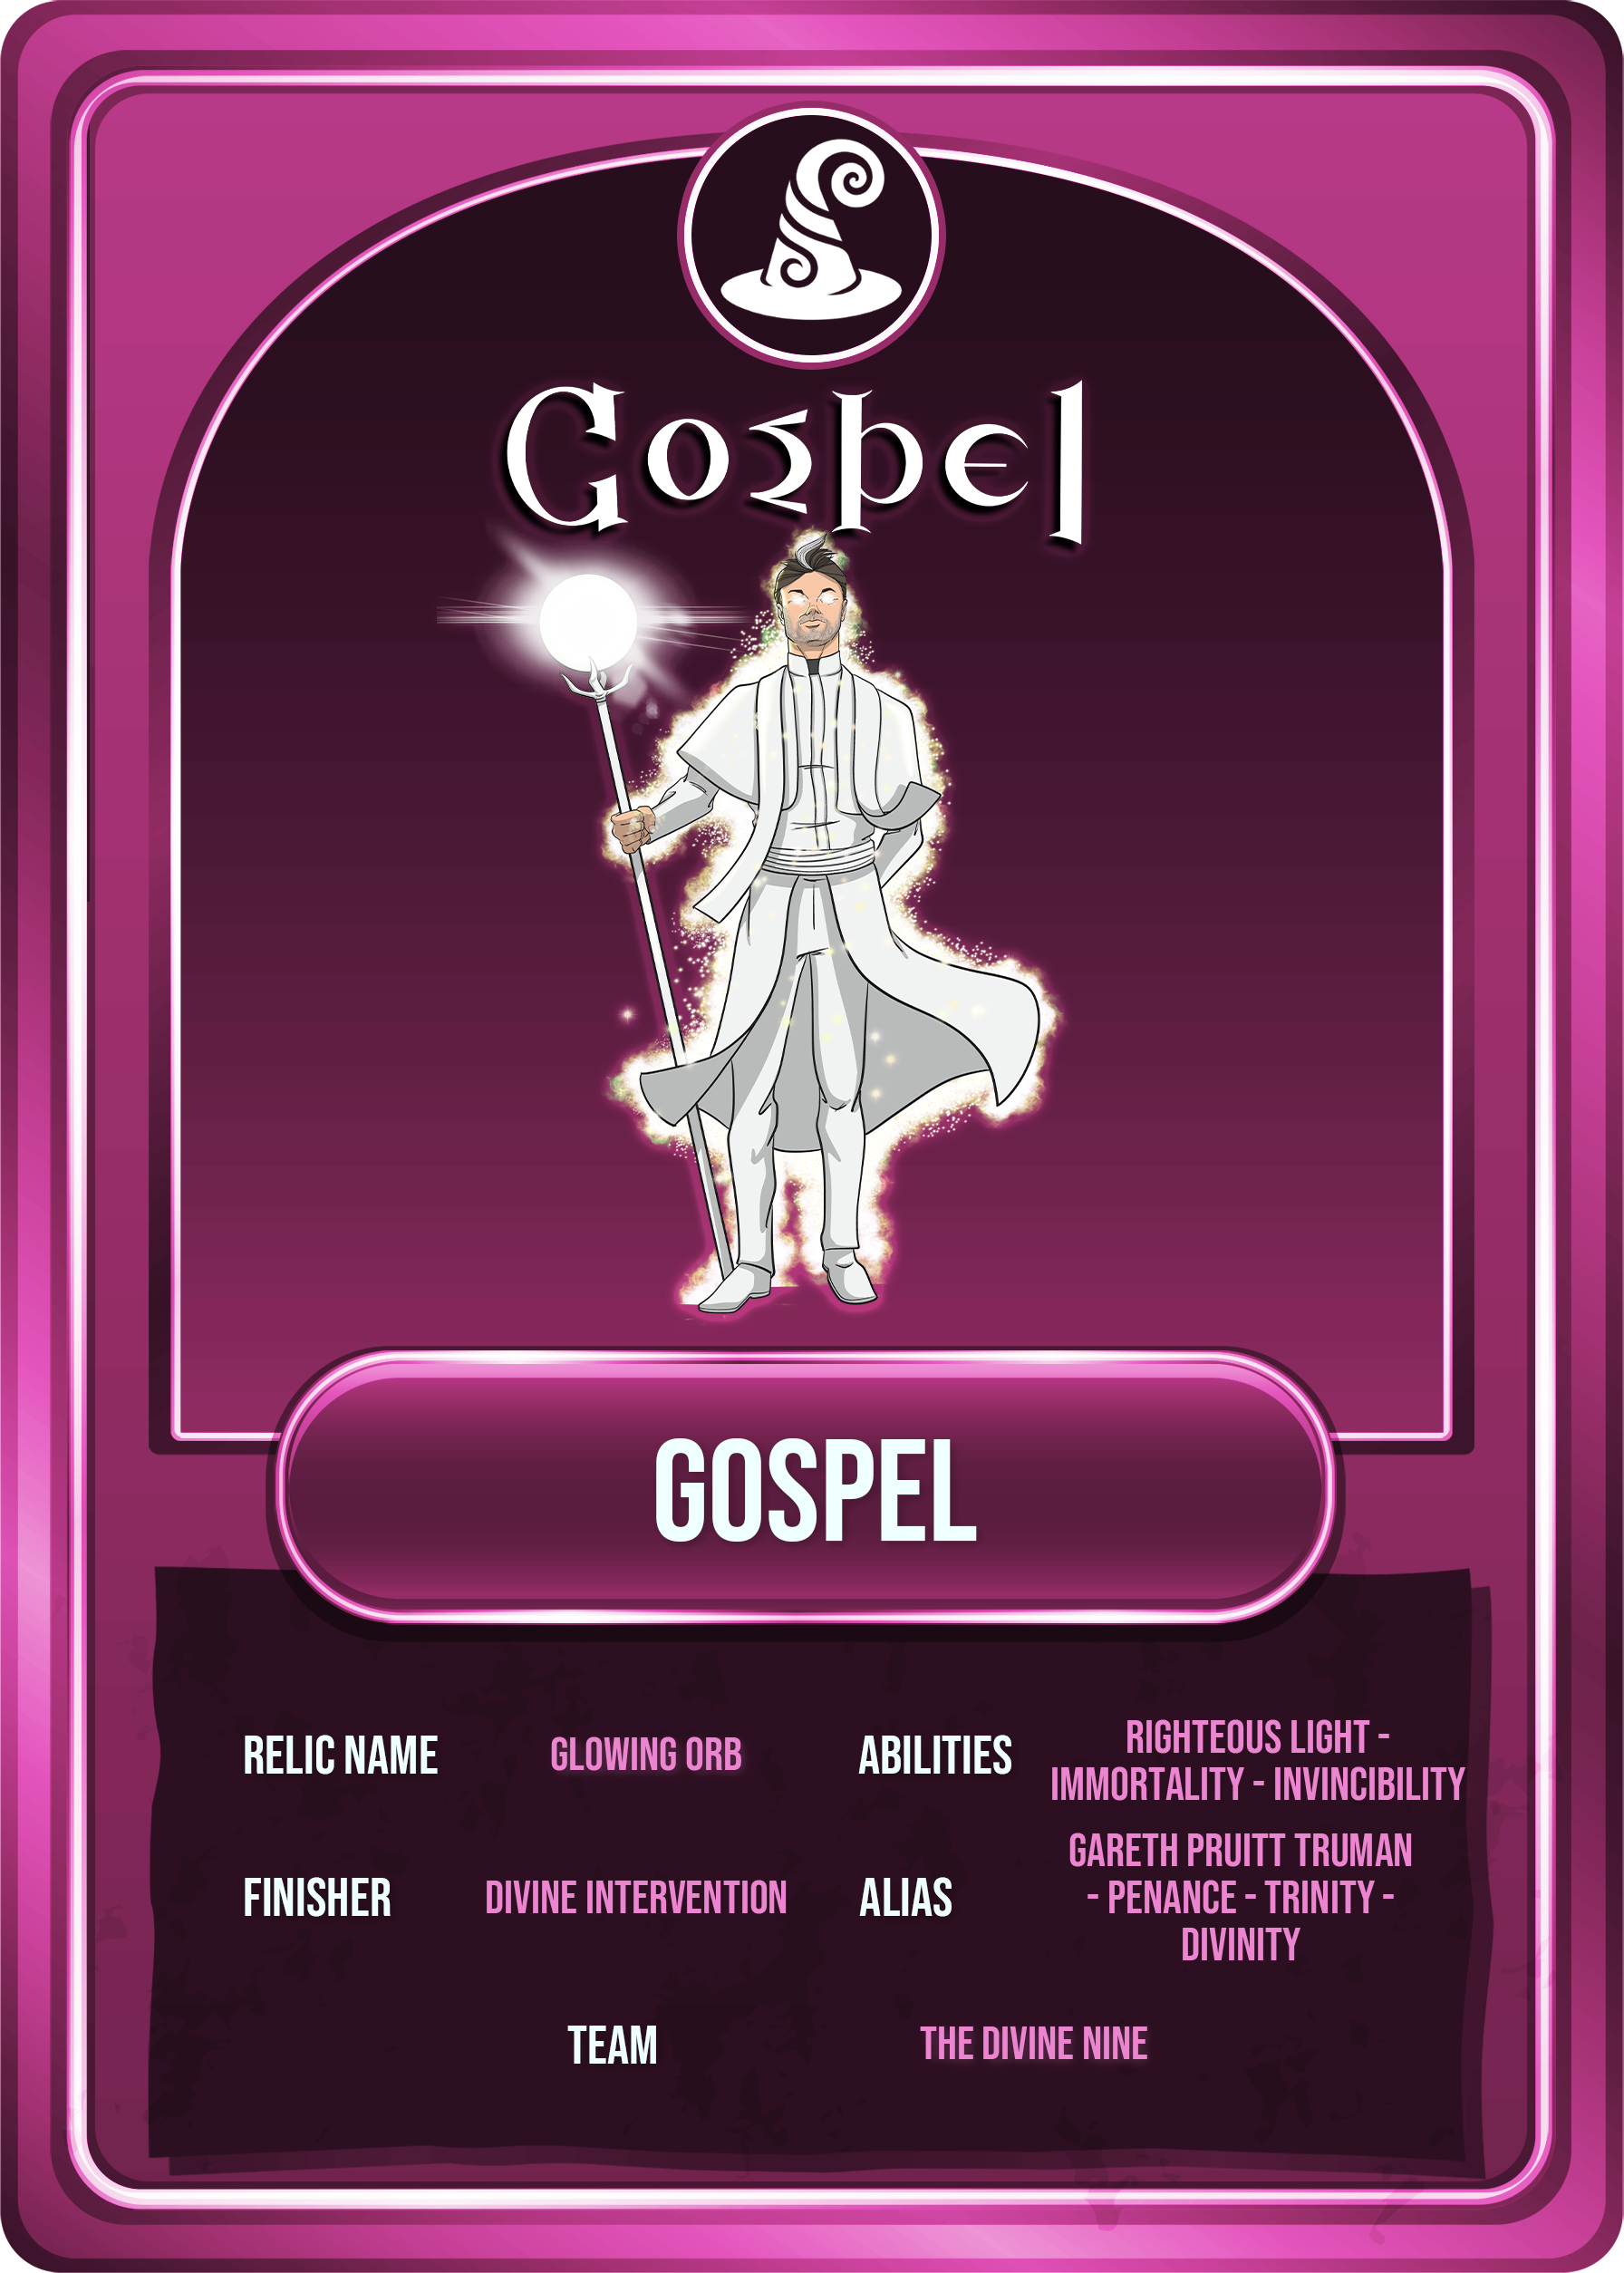 Gospel
GOSPEL
RELIC NAME
GLOWING ORB
ABILITIES
RIGHTEOUS LIGHT -
IMMORTALITY - INVINCIBILITY
FINISHER
DIVINE INTERVENTION
ALIAS
GARETH PRUITT TRUMAN
- PENANCE - TRINITY -
DIVINITY
TEAM
THE DIVINE NINE